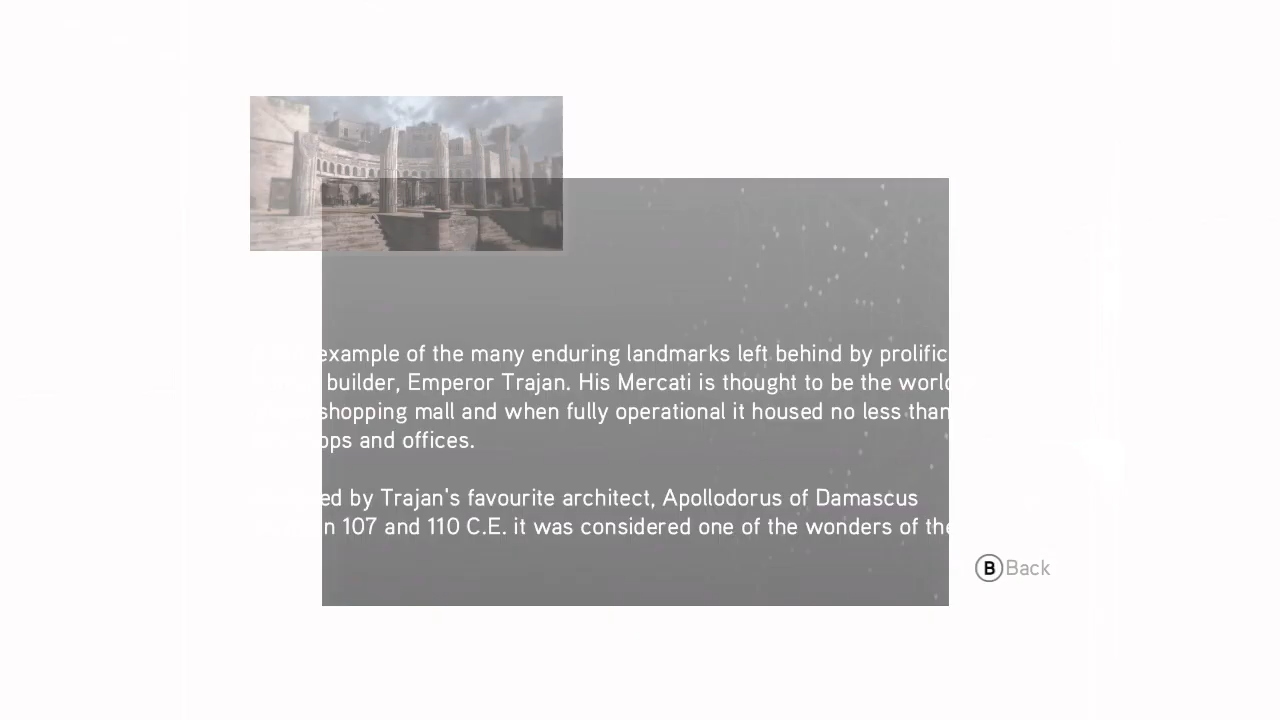 example of the many enduring landmarks left behind by prolific
builder, Emperor Trajan. His Mercati is thought to be the world
shopping mall and when fully operational it housed no less than
ops and offices.
ed by Trajan's favourite architect, Apollodorus of Damascus
n 107 and 110 C.E. it was considered one of the wonders of the
B Back